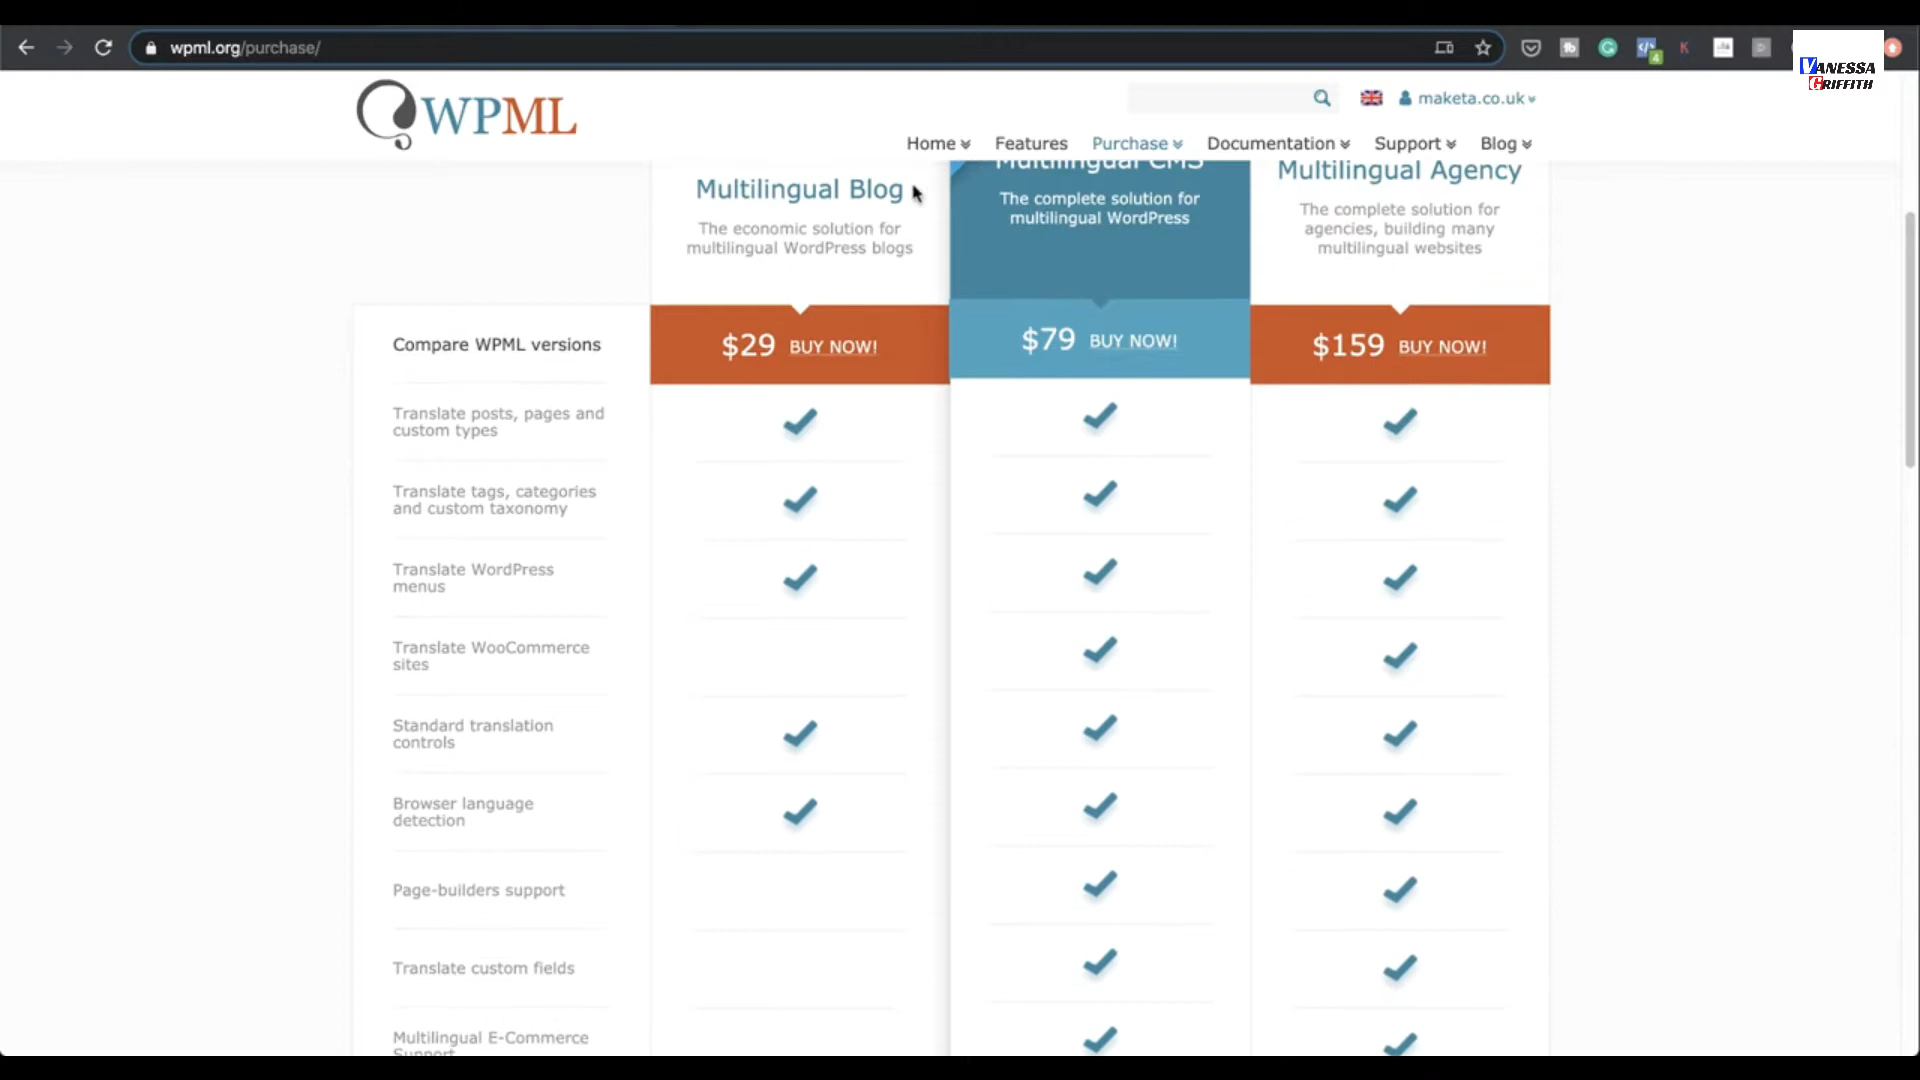 wpml.org/purchase/
VANESSA
GRIFFITH
WPML
maketa.co.uk
Home
Features
Purchase
Documentation
Support
Blog
Multilingual Blog
The economic solution for
multilingual WordPress blogs
Multilingual CMS
The complete solution for
multilingual WordPress
Multilingual Agency
The complete solution for
agencies, building many
multilingual websites
Compare WPML versions
$29 BUY NOW!
$79 BUY NOW!
$159 BUY NOW!
Translate posts, pages and
custom types
Translate tags, categories
and custom taxonomy
Translate WordPress
menus
Translate WooCommerce
sites
Standard translation
controls
Browser language
detection
Page-builders support
Translate custom fields
Multilingual E-Commerce
Support